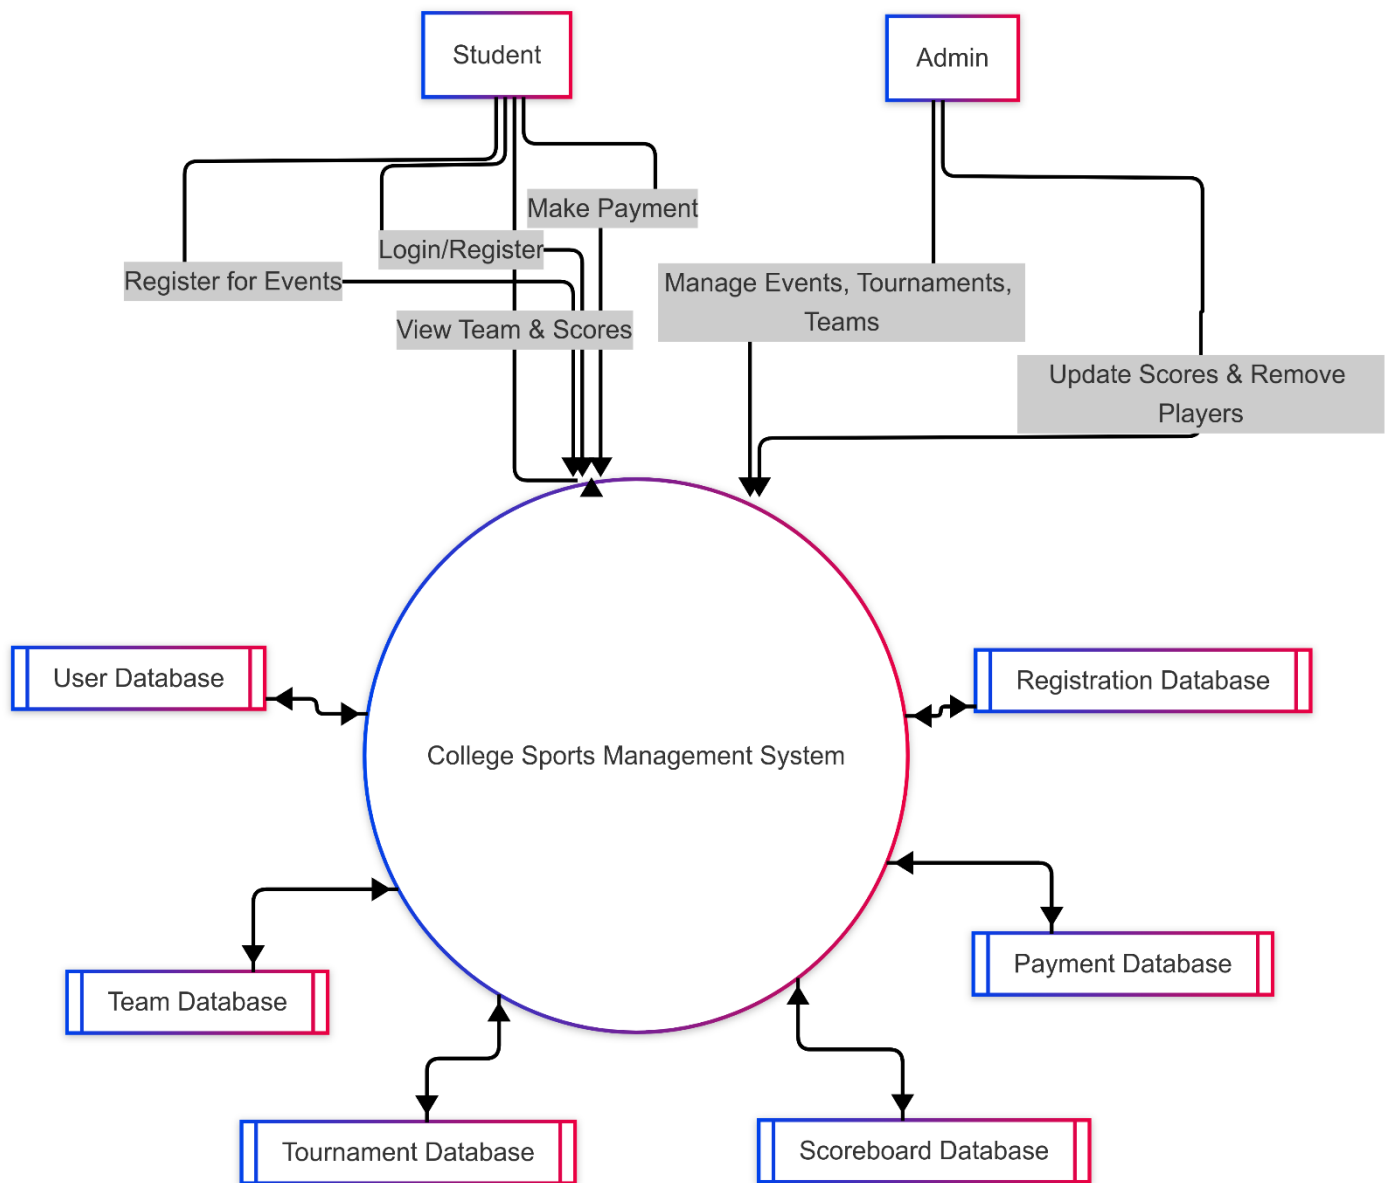 Student
Admin
Make Payment
Login/Register
Register for Events
Manage Events, Tournaments,
Teams
View Team & Scores
Update Scores & Remove
Players
User Database
Registration Database
College Sports Management System
Payment Database
Team Database
Tournament Database
Scoreboard Database